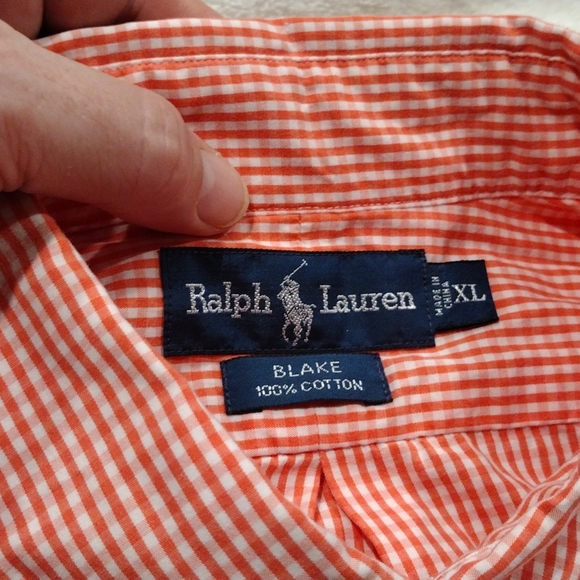 Ralph Lauren
MADE IN
CHINA
XL
BLAKE
100% COTTON